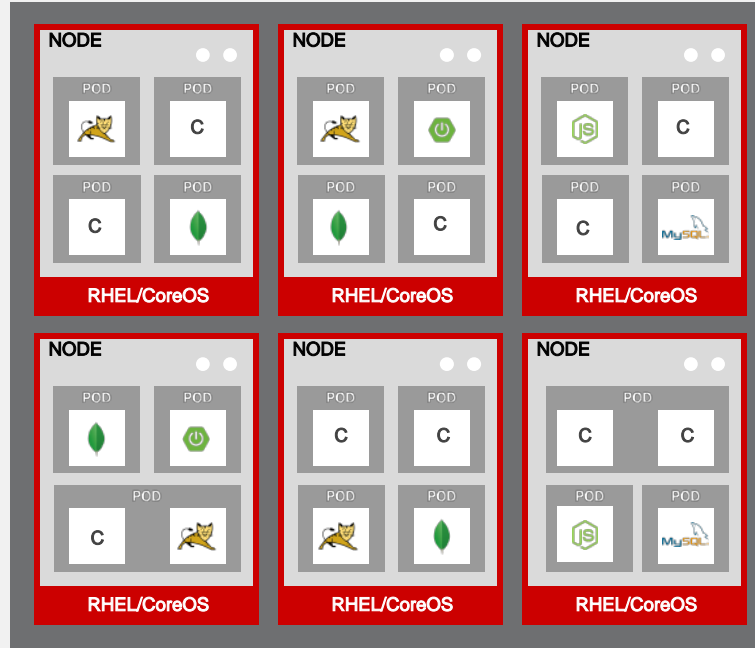 NODE NODE NODE
POD POD POD POD POD POD
C C
POD POD POD POD POD POD
C C C MySQL
RHEL/CoreOS RHEL/CoreOS RHEL/CoreOS
NODE NODE NODE
POD POD POD POD POD
C C C C
POD POD POD POD POD
C JS MySQL
RHEL/CoreOS RHEL/CoreOS RHEL/CoreOS